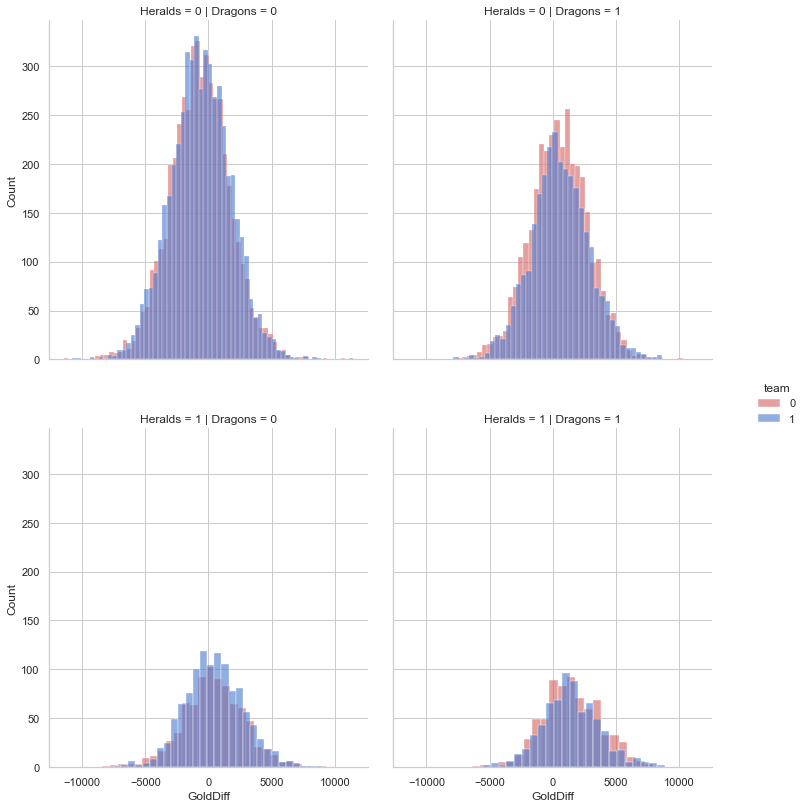 Heralds = 0 | Dragons = 0
Heralds = 0 | Dragons = 1
300
250
200
150
100
50
0
Count
team
0
1
Heralds = 1 | Dragons = 0
Heralds = 1 | Dragons = 1
300
250
200
150
100
50
0
Count
−10000 −5000 0 5000 10000
−10000 −5000 0 5000 10000
GoldDiff
GoldDiff